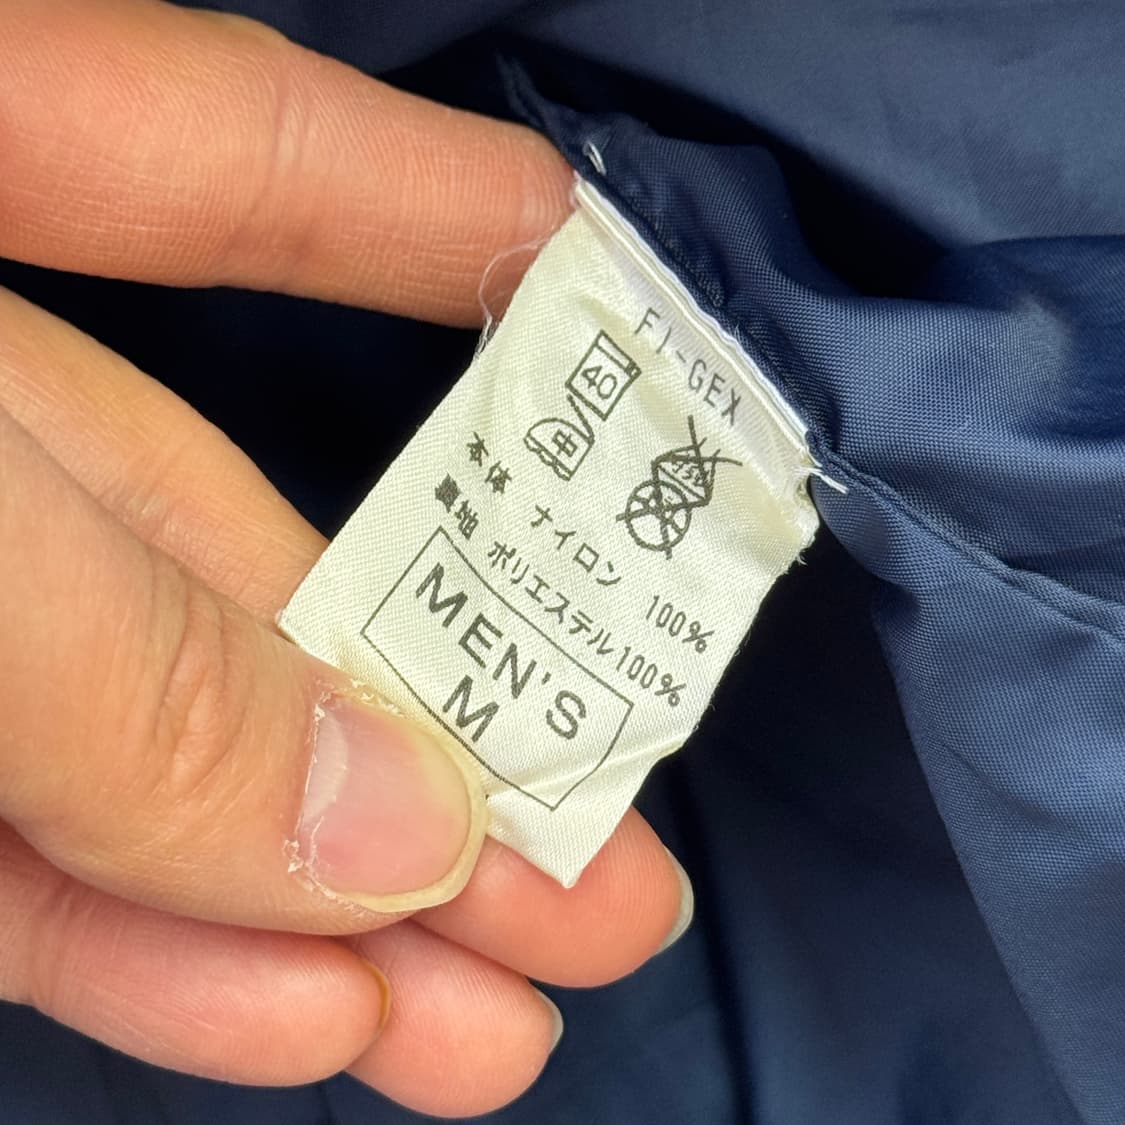 FI-GEX
40 中
本体 ナイロン 100%
裏地 ポリエステル100%
MEN'S
M